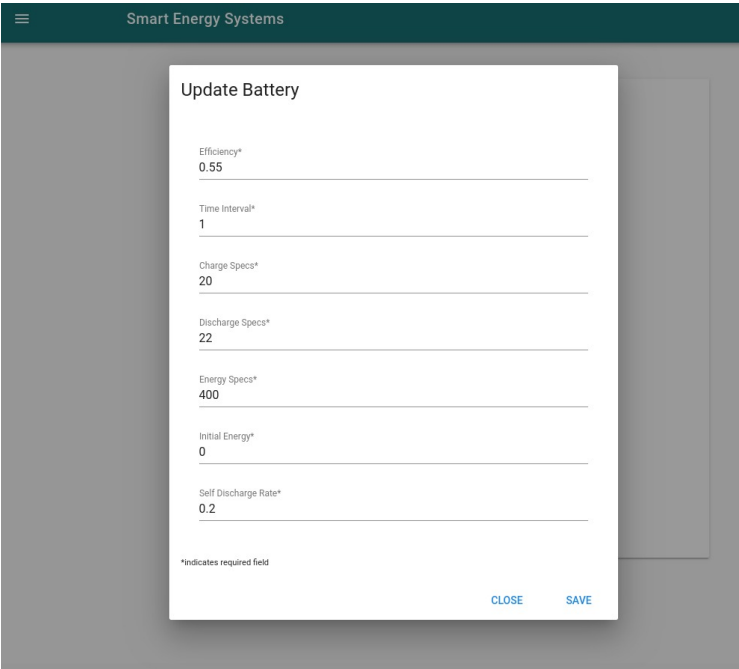 Smart Energy Systems
Update Battery
Efficiency*
0.55
Time Interval*
1
Charge Specs*
20
Discharge Specs*
22
Energy Specs*
400
Initial Energy*
0
Self Discharge Rate*
0.2
*indicates required field
CLOSE SAVE